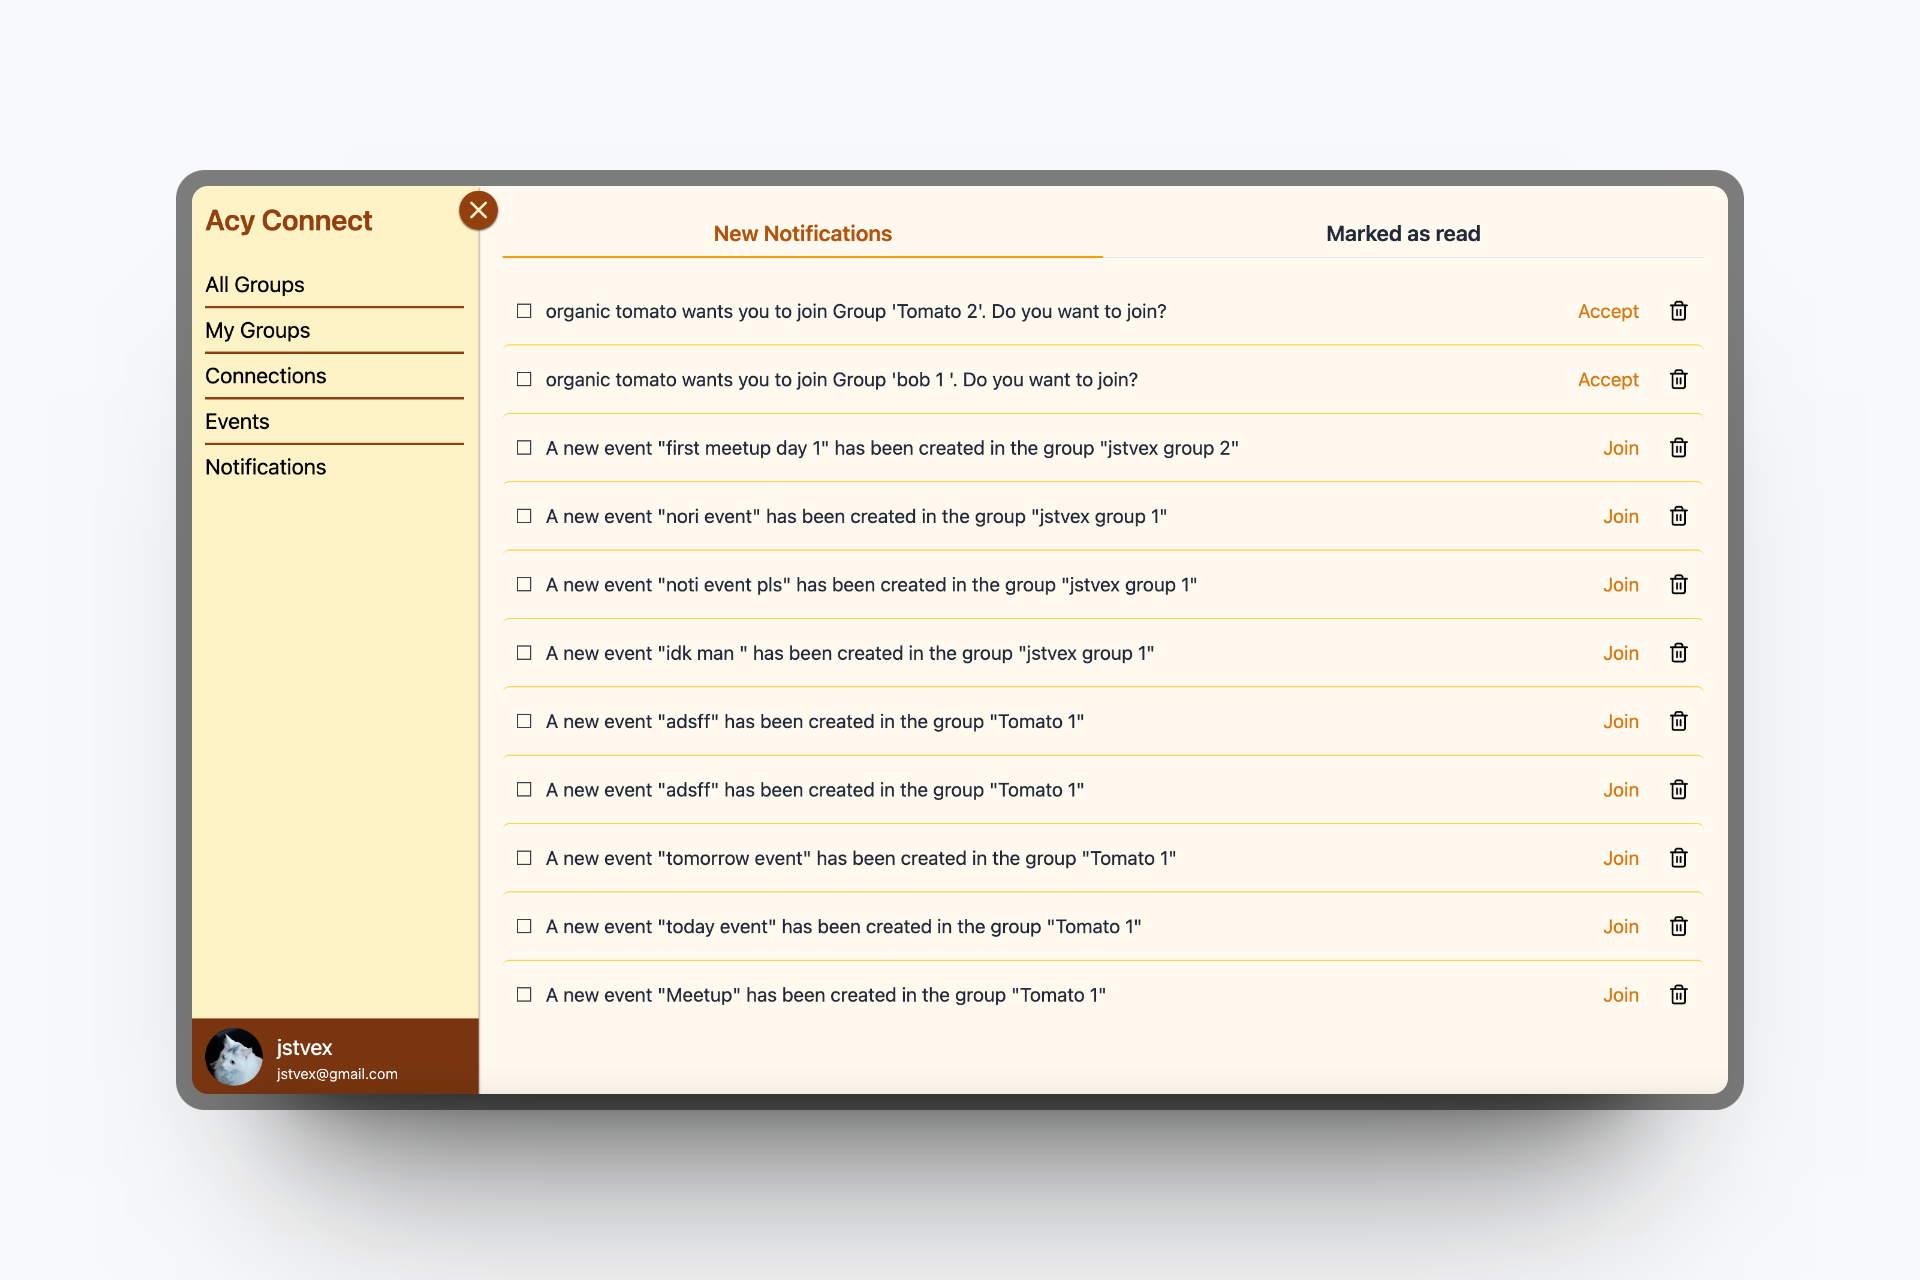 Acy Connect
All Groups
My Groups
Connections
Events
Notifications
jstvex
jstvex@gmail.com
New Notifications
Marked as read
organic tomato wants you to join Group 'Tomato 2'. Do you want to join? Accept
organic tomato wants you to join Group 'bob 1 '. Do you want to join? Accept
A new event "first meetup day 1" has been created in the group "jstvex group 2" Join
A new event "nori event" has been created in the group "jstvex group 1" Join
A new event "noti event pls" has been created in the group "jstvex group 1" Join
A new event "idk man " has been created in the group "jstvex group 1" Join
A new event "adsff" has been created in the group "Tomato 1" Join
A new event "adsff" has been created in the group "Tomato 1" Join
A new event "tomorrow event" has been created in the group "Tomato 1" Join
A new event "today event" has been created in the group "Tomato 1" Join
A new event "Meetup" has been created in the group "Tomato 1" Join